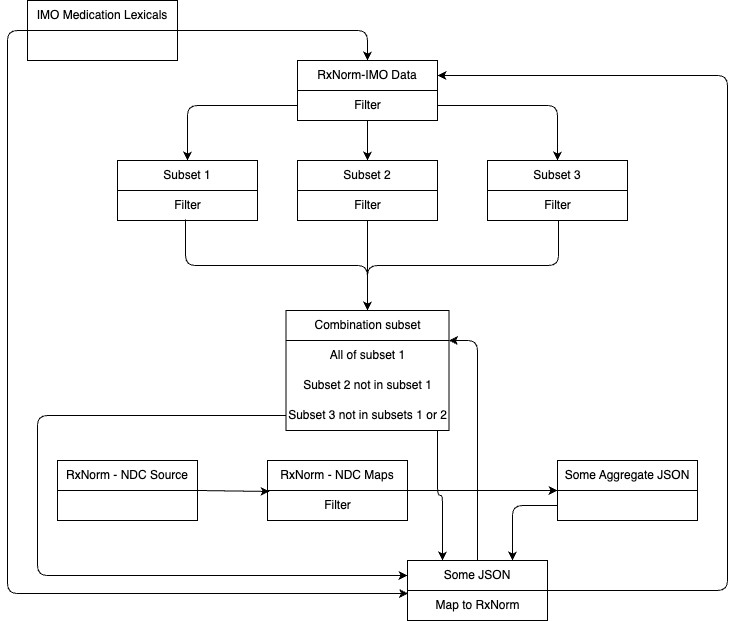 IMO Medication Lexicals
RxNorm-IMO Data
Filter
Subset 1
Filter
Subset 2
Filter
Subset 3
Filter
Combination subset
All of subset 1
Subset 2 not in subset 1
Subset 3 not in subsets 1 or 2
RxNorm - NDC Source
RxNorm - NDC Maps
Filter
Some Aggregate JSON
Some JSON
Map to RxNorm